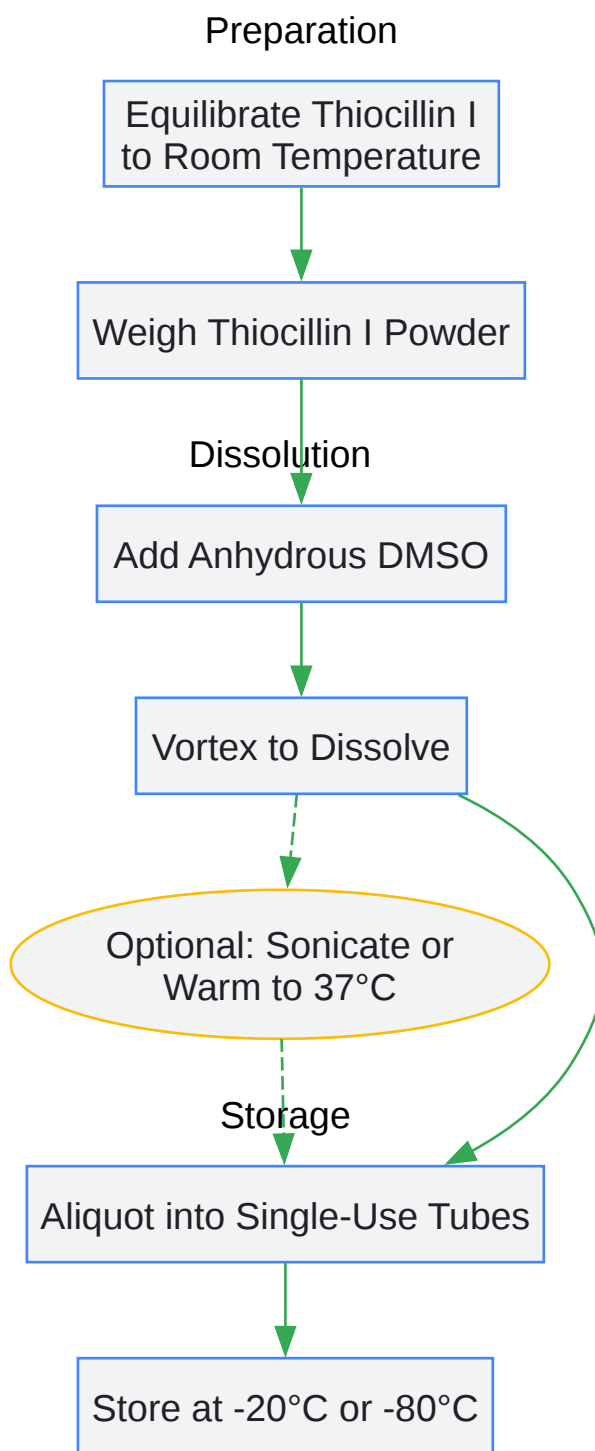 Preparation
Equilibrate Thiocillin I
to Room Temperature
Weigh Thiocillin I Powder
Dissolution
Add Anhydrous DMSO
Vortex to Dissolve
Optional: Sonicate or
Warm to 37°C
Storage
Aliquot into Single-Use Tubes
Store at -20°C or -80°C